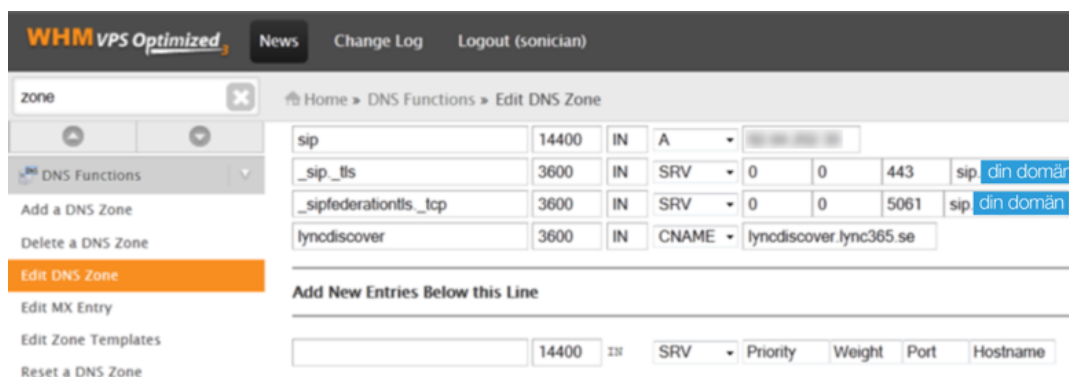 WHM VPS Optimized 3 News Change Log Logout (sonician)
zone
Home » DNS Functions » Edit DNS Zone
sip 14400 IN A
_sip._tls 3600 IN SRV 0 0 443 sip. din domän
_sipfederationtls._tcp 3600 IN SRV 0 0 5061 sip. din domän
lyncdiscover 3600 IN CNAME lyncdiscover.lync365.se
DNS Functions
Add a DNS Zone
Delete a DNS Zone
Edit DNS Zone
Edit MX Entry
Edit Zone Templates
Reset a DNS Zone
Add New Entries Below this Line
14400 IN SRV Priority Weight Port Hostname